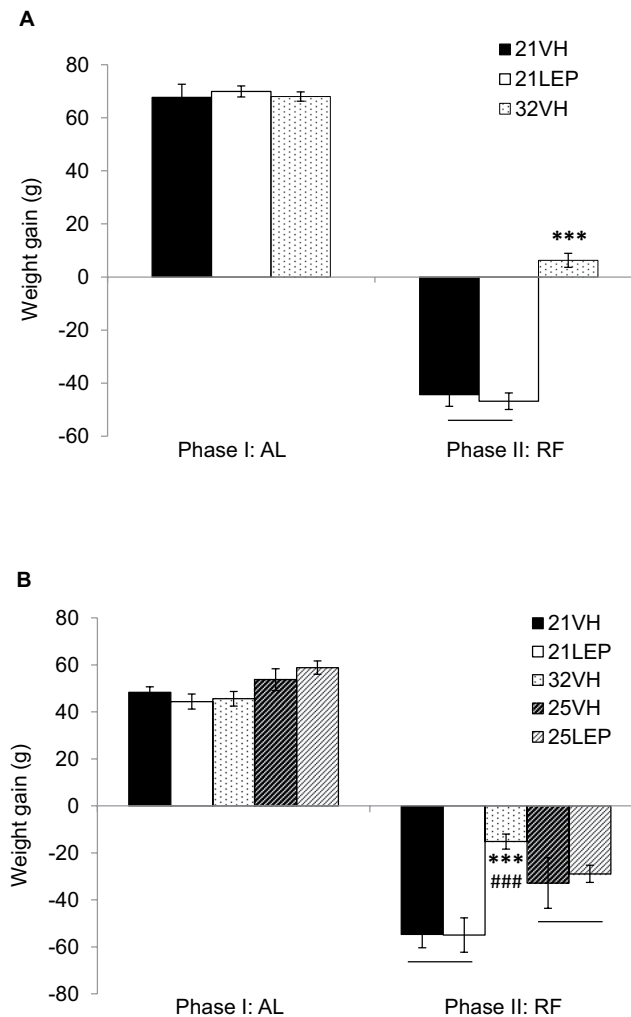 A
21VH
21LEP
32VH
80
60
40
20
0
-20
-40
-60
Weight gain (g)
***
Phase I: AL
Phase II: RF
B
21VH
21LEP
32VH
25VH
25LEP
80
60
40
20
0
-20
-40
-60
-80
Weight gain (g)
***
###
Phase I: AL
Phase II: RF